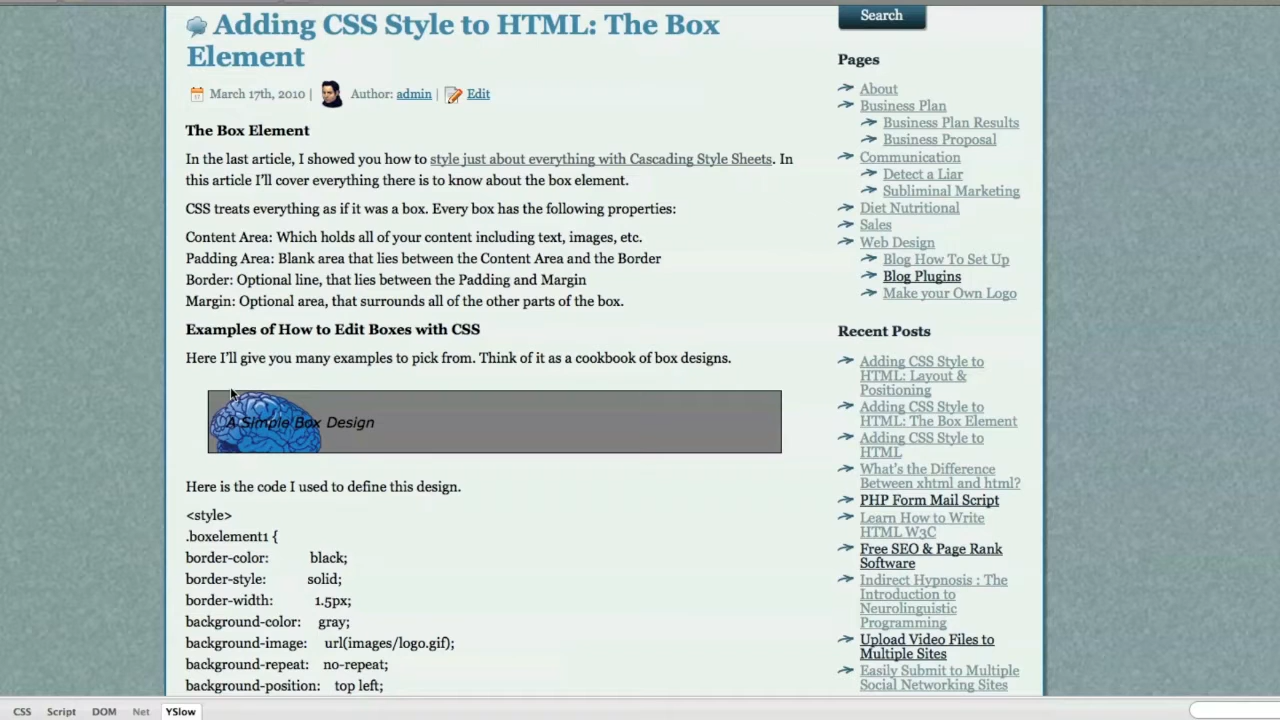 Adding CSS Style to HTML: The Box
Element
March 17th, 2010 | Author: admin | Edit
The Box Element
In the last article, I showed you how to style just about everything with Cascading Style Sheets. In
this article I'll cover everything there is to know about the box element.
CSS treats everything as if it was a box. Every box has the following properties:
Content Area: Which holds all of your content including text, images, etc.
Padding Area: Blank area that lies between the Content Area and the Border
Border: Optional line, that lies between the Padding and Margin
Margin: Optional area, that surrounds all of the other parts of the box.
Examples of How to Edit Boxes with CSS
Here I'll give you many examples to pick from. Think of it as a cookbook of box designs.
A Simple Box Design
Here is the code I used to define this design.
<style>
.boxelement1 {
border-color: black;
border-style: solid;
border-width: 1.5px;
background-color: gray;
background-image: url(images/logo.gif);
background-repeat: no-repeat;
background-position: top left;
Search
Pages
About
Business Plan
Business Plan Results
Business Proposal
Communication
Detect a Liar
Subliminal Marketing
Diet Nutritional
Sales
Web Design
Blog How To Set Up
Blog Plugins
Make your Own Logo
Recent Posts
Adding CSS Style to
HTML: Layout &
Positioning
Adding CSS Style to
HTML: The Box Element
Adding CSS Style to
HTML
What's the Difference
Between xhtml and html?
PHP Form Mail Script
Learn How to Write
HTML W3C
Free SEO & Page Rank
Software
Indirect Hypnosis : The
Introduction to
Neurolinguistic
Programming
Upload Video Files to
Multiple Sites
Easily Submit to Multiple
Social Networking Sites
CSS Script DOM Net YSlow